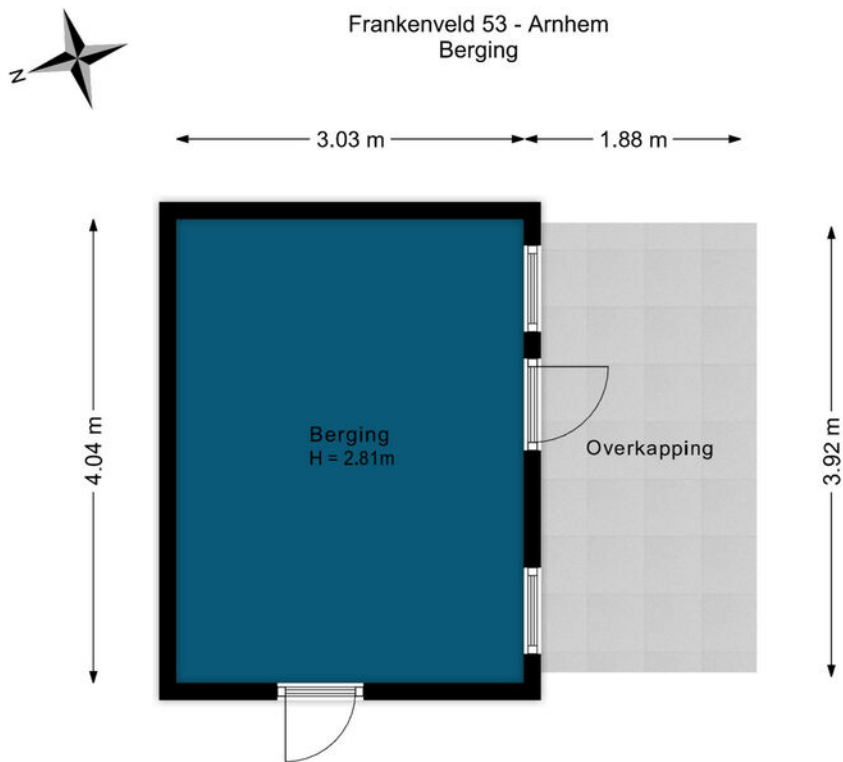 Frankenveld 53 - Arnhem
Berging
N
3.03 m
1.88 m
4.04 m
3.92 m
Berging
H = 2.81m
Overkapping